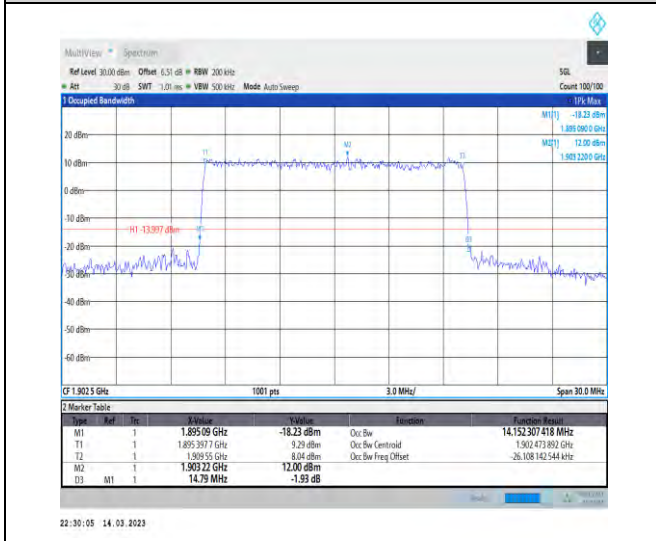 MultiView Spectrum
Ref Level 30.00 dBm Offset 6.51 dB RBW 200 kHz SGL
Att 30 dB SWT 1.01 ms VBW 500 kHz Mode Auto Sweep Count 100/100
1 Occupied Bandwidth 1Pk Max
M1[1] -18.23 dBm
1.895 090 0 GHz
M2[1] 12.00 dBm
1.903 220 0 GHz
20 dBm
10 dBm
0 dBm
-10 dBm
H1 -13.997 dBm
-20 dBm
-30 dBm
-40 dBm
-50 dBm
-60 dBm
T1
M2
T2
M1
D3
CF 1.902 5 GHz 1001 pts 3.0 MHz/ Span 30.0 MHz
2 Marker Table
Type Ref Trc X-Value Y-Value Function Function Result
M1 1 1.895 09 GHz -18.23 dBm Occ Bw 14.152 307 418 MHz
T1 1 1.895 397 7 GHz 9.29 dBm Occ Bw Centroid 1.902 473 892 GHz
T2 1 1.909 55 GHz 8.04 dBm Occ Bw Freq Offset -26.108 142 544 kHz
M2 1 1.903 22 GHz 12.00 dBm
D3 M1 1 14.79 MHz -1.93 dB
22:30:05 14.03.2023